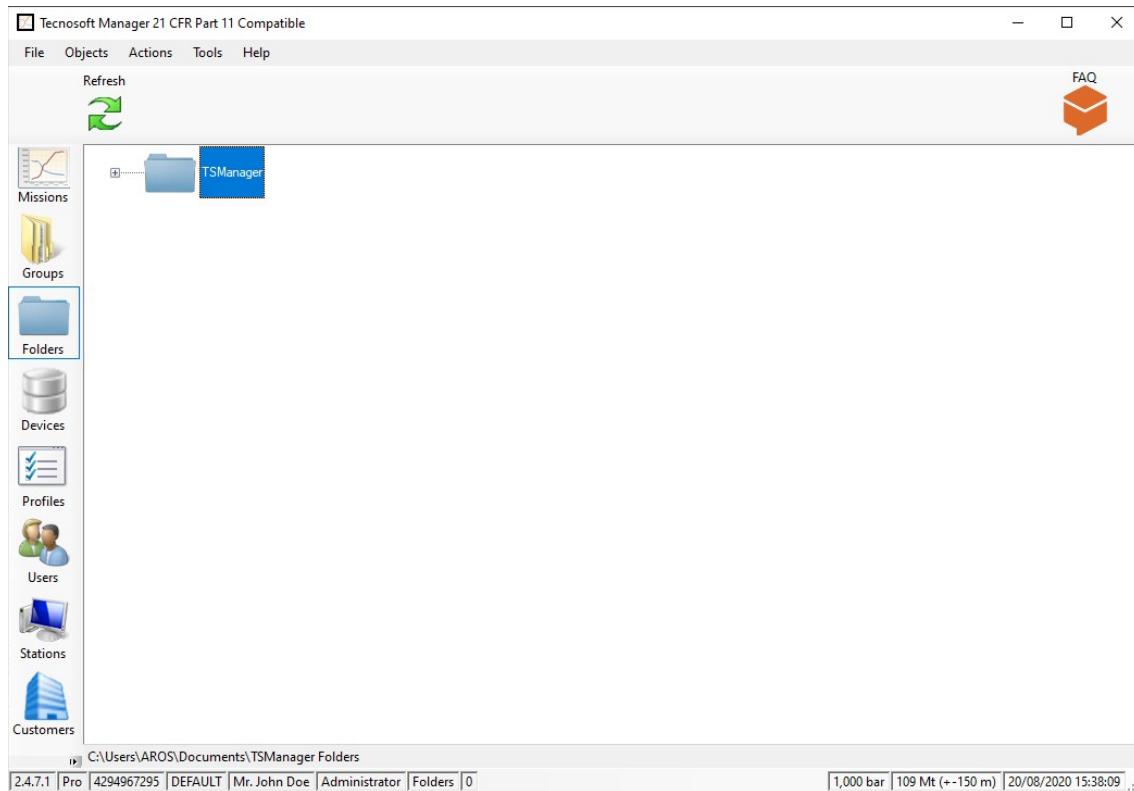 Tecnosoft Manager 21 CFR Part 11 Compatible
File Objects Actions Tools Help
Refresh
FAQ
TSManager
Missions
Groups
Folders
Devices
Profiles
Users
Stations
Customers
C:\Users\AROS\Documents\TSManager Folders
2.4.7.1 Pro 4294967295 DEFAULT Mr. John Doe Administrator Folders 0 1,000 bar 109 Mt (+-150 m) 20/08/2020 15:38:09